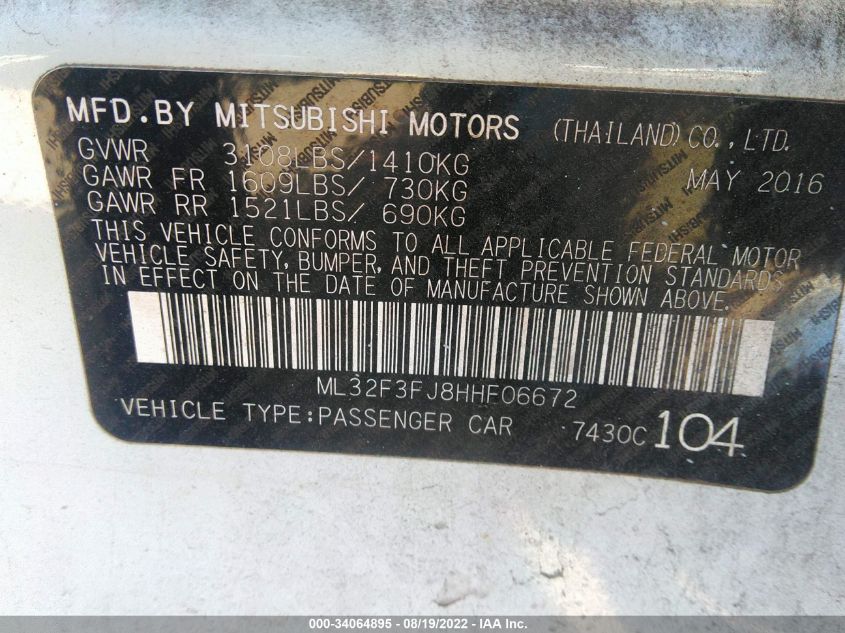 MFD.BY MITSUBISHI MOTORS (THAILAND) CO., LTD.
GVWR 3108LBS/1410KG MAY 2016
GAWR FR 1609LBS/ 730KG
GAWR RR 1521LBS/ 690KG
THIS VEHICLE CONFORMS TO ALL APPLICABLE FEDERAL MOTOR
VEHICLE SAFETY, BUMPER, AND THEFT PREVENTION STANDARDS
IN EFFECT ON THE DATE OF MANUFACTURE SHOWN ABOVE.
ML32F3FJ8HHF06672
VEHICLE TYPE:PASSENGER CAR 7430C 104
000-34064895 - 08/19/2022 - IAA Inc.